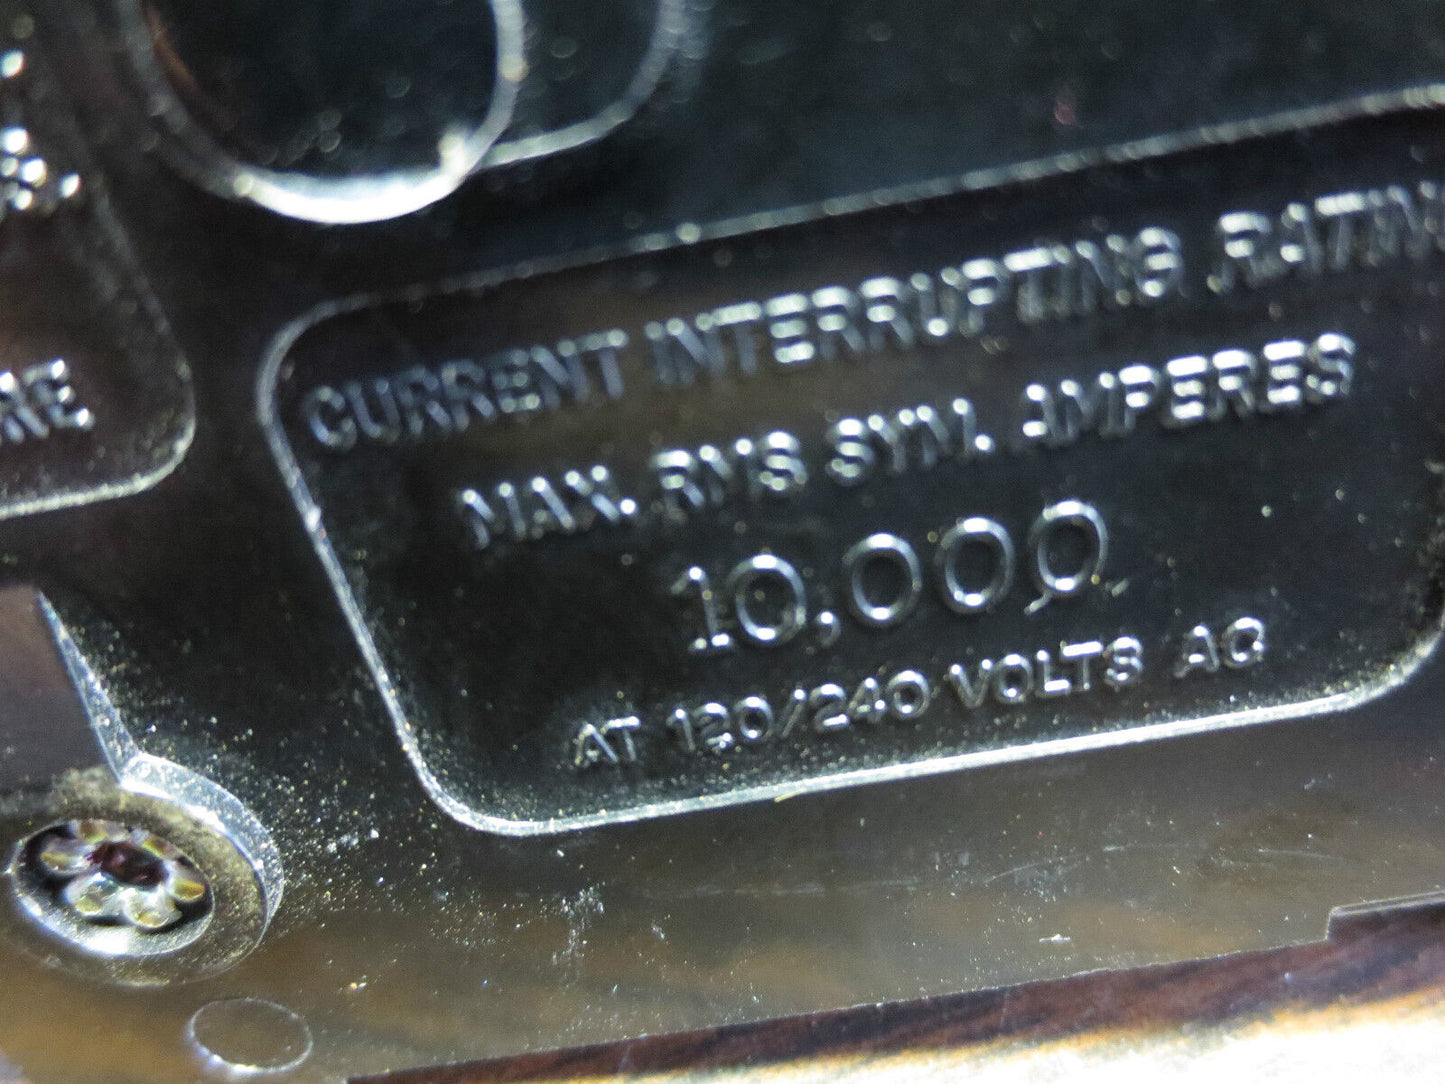 CURRENT INTERRUPTING RATIN
MAX. RMS SYM. AMPERES
10,000
AT 120/240 VOLTS AC